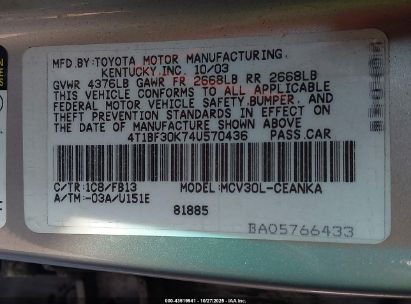 MFD.BY:TOYOTA MOTOR MANUFACTURING,
KENTUCKY,INC. 10/03
GVWR 4376LB GAWR FR 2668LB RR 2668LB
THIS VEHICLE CONFORMS TO ALL APPLICABLE
FEDERAL MOTOR VEHICLE SAFETY,BUMPER, AND
THEFT PREVENTION STANDARDS IN EFFECT ON
THE DATE OF MANUFACTURE SHOWN ABOVE.
4T1BF30K74U570436 PASS.CAR
C/TR:1C8/FB13 MODEL:MCV30L-CEANKA
A/TM:-03A/U151E
81885
BA05766433